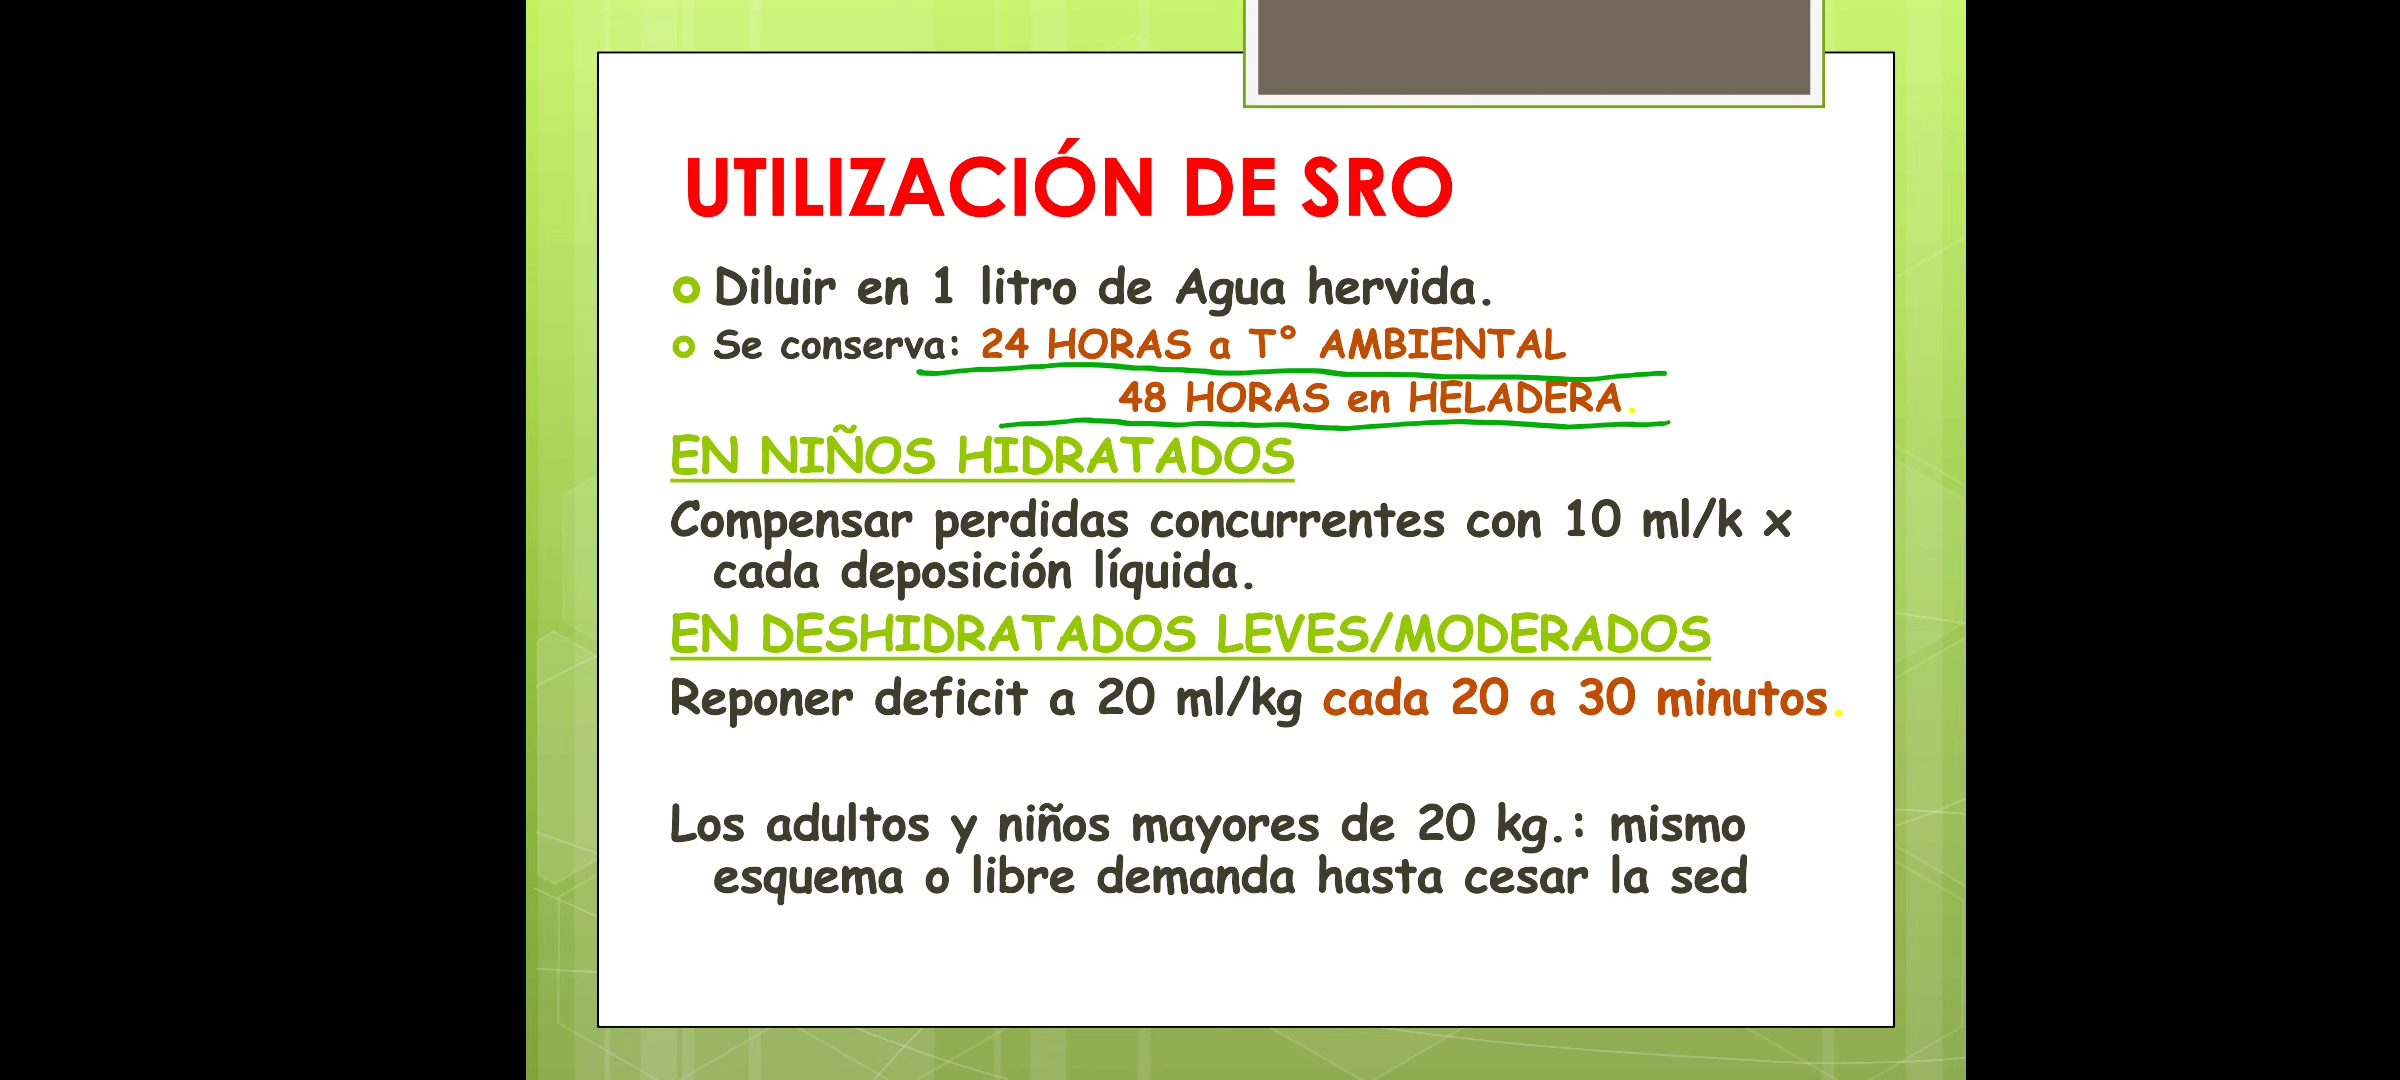 UTILIZACIÓN DE SRO
Diluir en 1 litro de Agua hervida.
Se conserva: 24 HORAS a T° AMBIENTAL
48 HORAS en HELADERA.
EN NIÑOS HIDRATADOS
Compensar perdidas concurrentes con 10 ml/k x
cada deposición líquida.
EN DESHIDRATADOS LEVES/MODERADOS
Reponer deficit a 20 ml/kg cada 20 a 30 minutos.
Los adultos y niños mayores de 20 kg.: mismo
esquema o libre demanda hasta cesar la sed